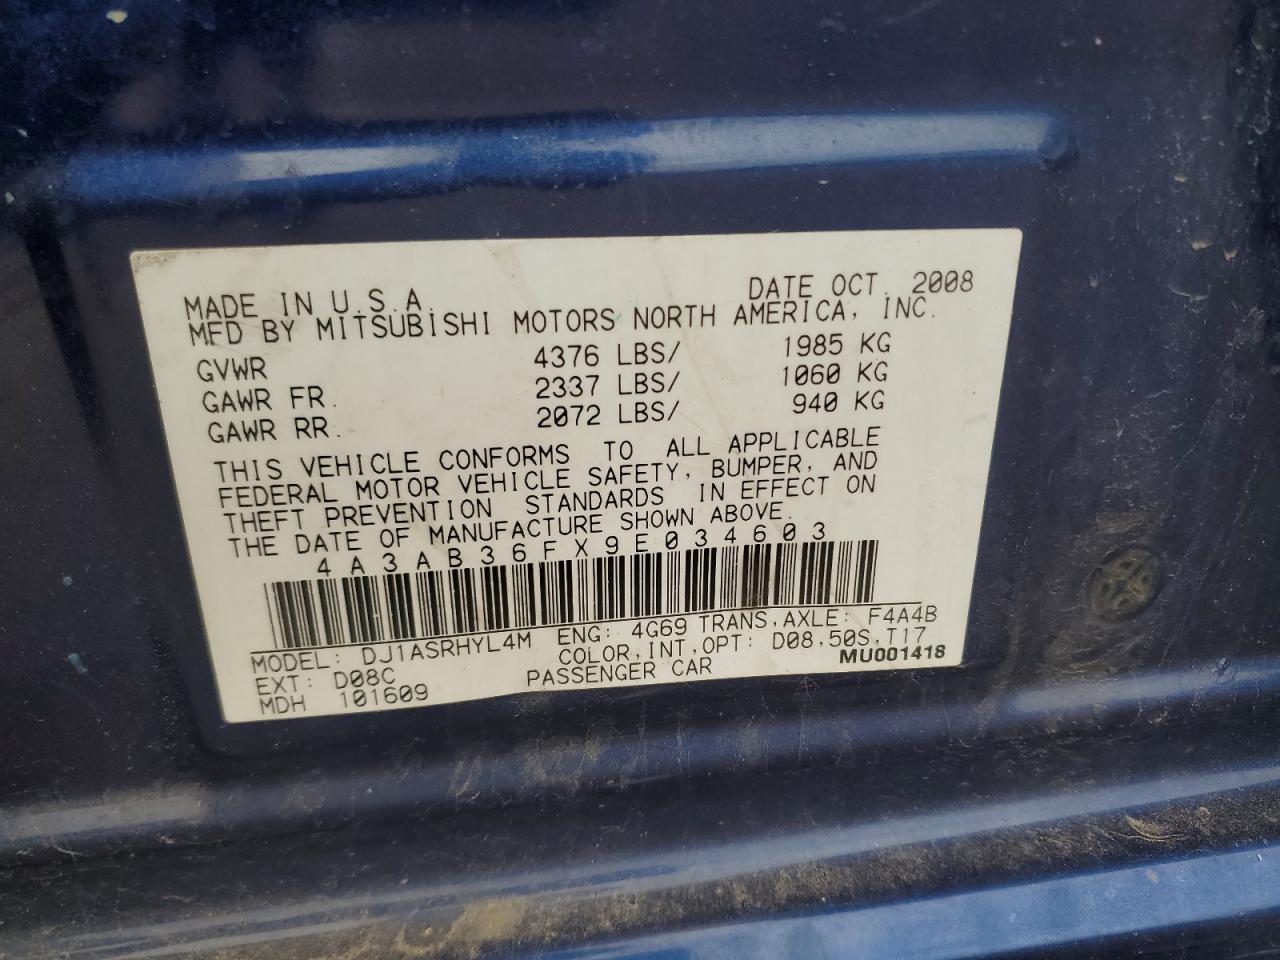 DATE OCT. 2008
MADE IN U.S.A.
MFD BY MITSUBISHI MOTORS NORTH AMERICA, INC.
GVWR 4376 LBS/ 1985 KG
GAWR FR. 2337 LBS/ 1060 KG
GAWR RR. 2072 LBS/ 940 KG
THIS VEHICLE CONFORMS TO ALL APPLICABLE
FEDERAL MOTOR VEHICLE SAFETY, BUMPER, AND
THEFT PREVENTION STANDARDS IN EFFECT ON
THE DATE OF MANUFACTURE SHOWN ABOVE.
4A3AB36FX9E034603
MODEL: DJ1ASRHYL4M ENG: 4G69 TRANS,AXLE: F4A4B
EXT: D08C COLOR,INT,OPT: D08,50S,T17
MDH 101609 PASSENGER CAR MU001418